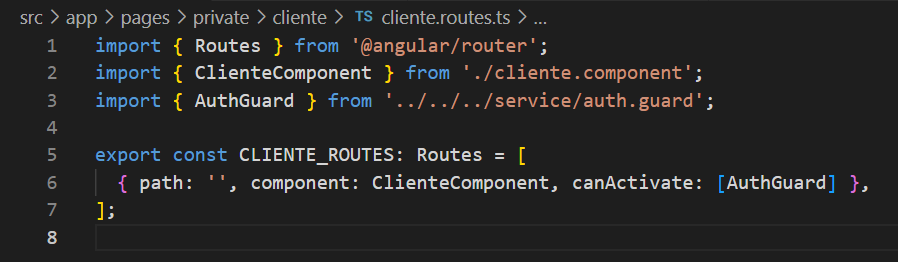 src > app > pages > private > cliente > TS cliente.routes.ts > ...
1 import { Routes } from '@angular/router';
2 import { ClienteComponent } from './cliente.component';
3 import { AuthGuard } from '../../../service/auth.guard';
4
5 export const CLIENTE_ROUTES: Routes = [
6 { path: '', component: ClienteComponent, canActivate: [AuthGuard] },
7 ];
8